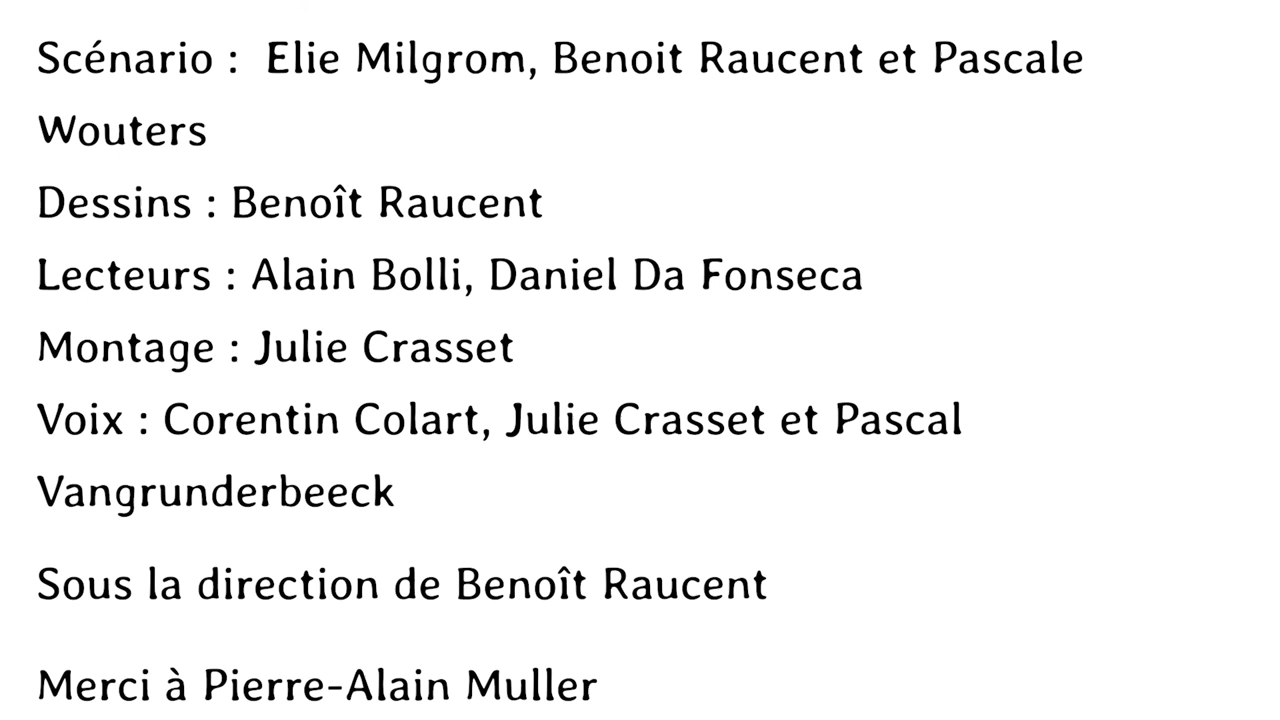 Scénario :  Elie Milgrom, Benoit Raucent et Pascale
Wouters
Dessins : Benoît Raucent
Lecteurs : Alain Bolli, Daniel Da Fonseca
Montage : Julie Crasset
Voix : Corentin Colart, Julie Crasset et Pascal
Vangrunderbeeck
Sous la direction de Benoît Raucent
Merci à Pierre-Alain Muller